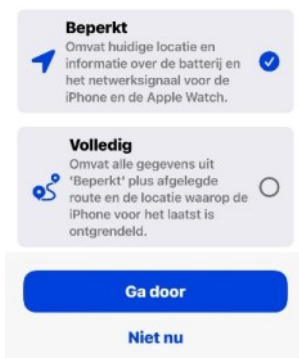 Beperkt
Omvat huidige locatie en
informatie over de batterij en
het netwerksignaal voor de
iPhone en de Apple Watch.
Volledig
Omvat alle gegevens uit
'Beperkt' plus afgelegde
route en de locatie waarop de
iPhone voor het laatst is
ontgrendeld.
Ga door
Niet nu